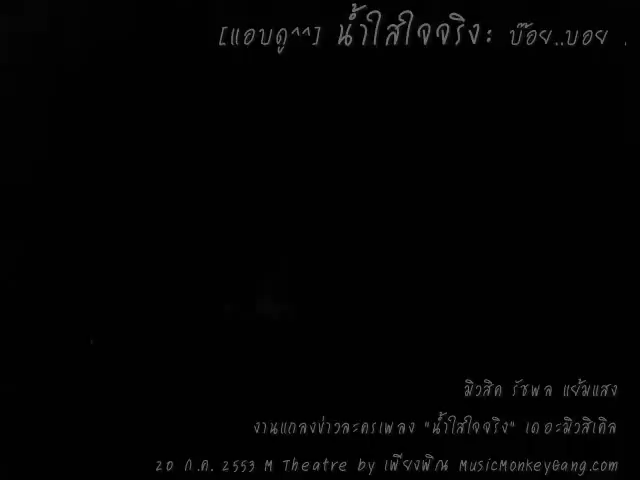 [แอบดู^^] น้ำใสใจจริง: บ๊อย..บอย .
มิวสิค รัชพล แย้มแสง
งานแถลงข่าวละครเพลง "น้ำใสใจจริง" เดอะมิวสิเคิล
20 ก.ค. 2553 M Theatre by เพียงพิณ MusicMonkeyGang.com